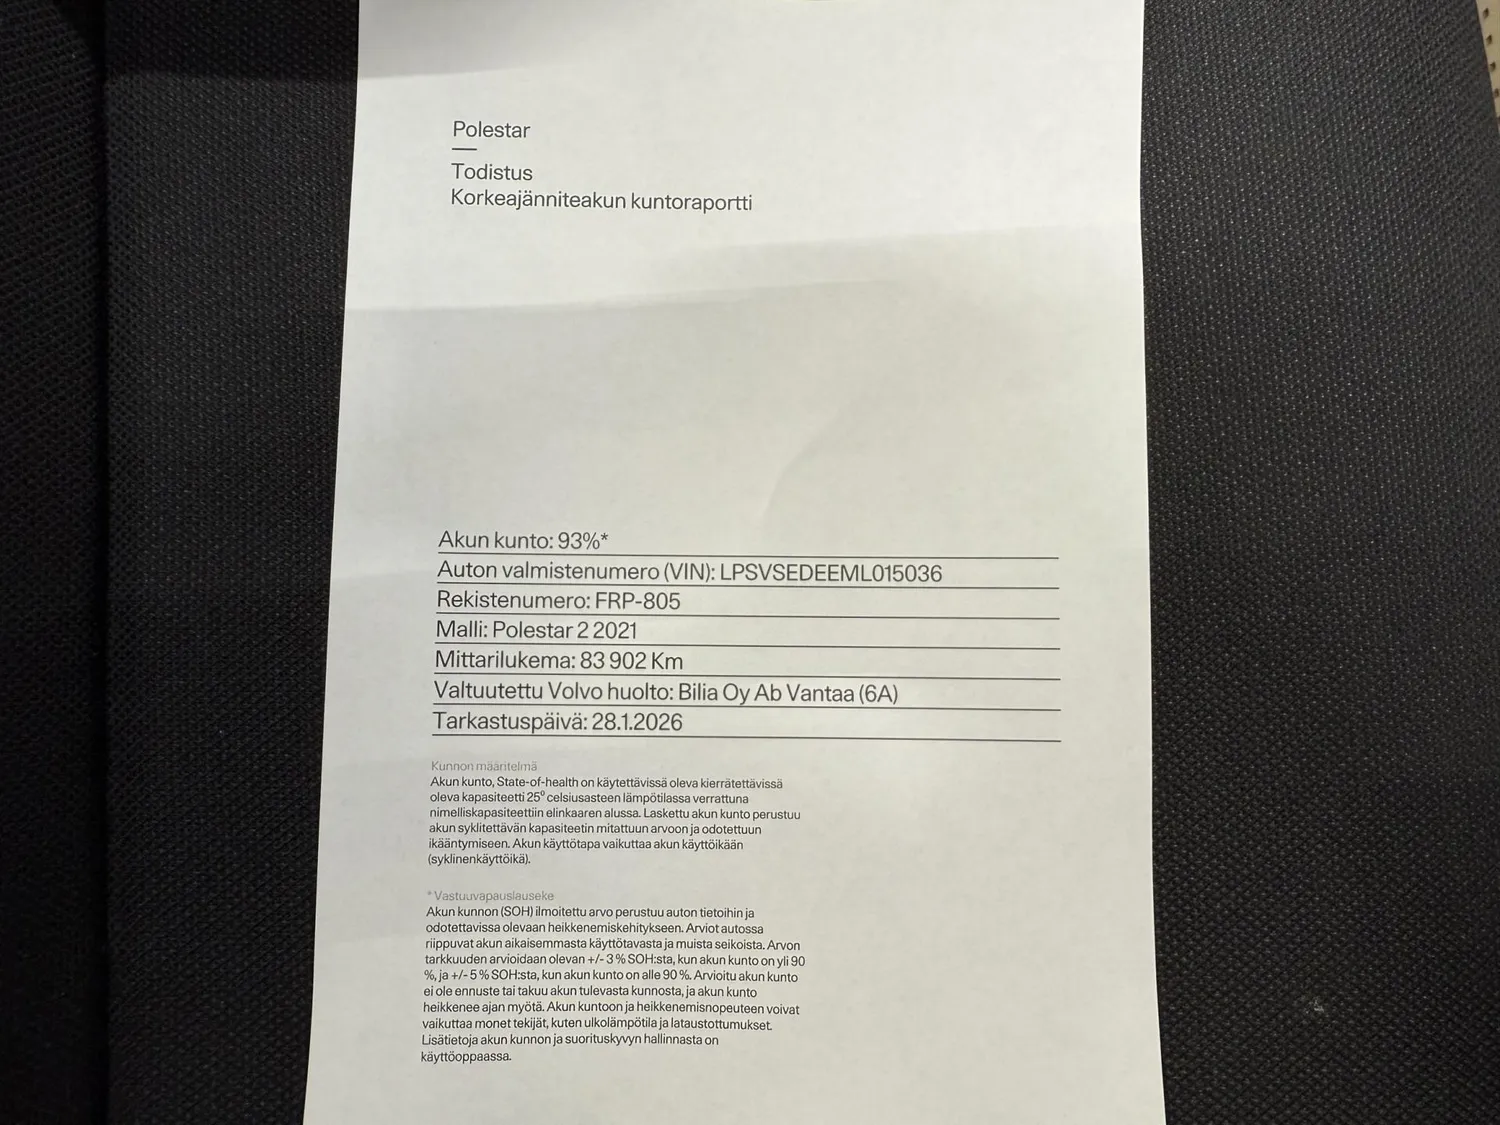 Polestar
Todistus
Korkeajänniteakun kuntoraportti
Akun kunto: 93%*
Auton valmistenumero (VIN): LPSVSEDEEML015036
Rekistenumero: FRP-805
Malli: Polestar 2 2021
Mittarilukema: 83 902 Km
Valtuutettu Volvo huolto: Bilia Oy Ab Vantaa (6A)
Tarkastuspäivä: 28.1.2026
Kunnon määritelmä
Akun kunto, State-of-health on käytettävissä oleva kierrätettävissä
oleva kapasiteetti 25⁰ celsiusasteen lämpötilassa verrattuna
nimelliskapasiteettiin elinkaaren alussa. Laskettu akun kunto perustuu
akun syklitettävän kapasiteetin mitattuun arvoon ja odotettuun
ikääntymiseen. Akun käyttötapa vaikuttaa akun käyttöikään
(syklinenkäyttöikä).
* Vastuuvapauslauseke
Akun kunnon (SOH) ilmoitettu arvo perustuu auton tietoihin ja
odotettavissa olevaan heikkenemiskehitykseen. Arviot autossa
riippuvat akun aikaisemmasta käyttötavasta ja muista seikoista. Arvon
tarkkuuden arvioidaan olevan +/- 3 % SOH:sta, kun akun kunto on yli 90
%, ja +/- 5 % SOH:sta, kun akun kunto on alle 90 %. Arvioitu akun kunto
ei ole ennuste tai takuu akun tulevasta kunnosta, ja akun kunto
heikkenee ajan myötä. Akun kuntoon ja heikkenemisnopeuteen voivat
vaikuttaa monet tekijät, kuten ulkolämpötila ja lataustottumukset.
Lisätietoja akun kunnon ja suorituskyvyn hallinnasta on
käyttöoppaassa.